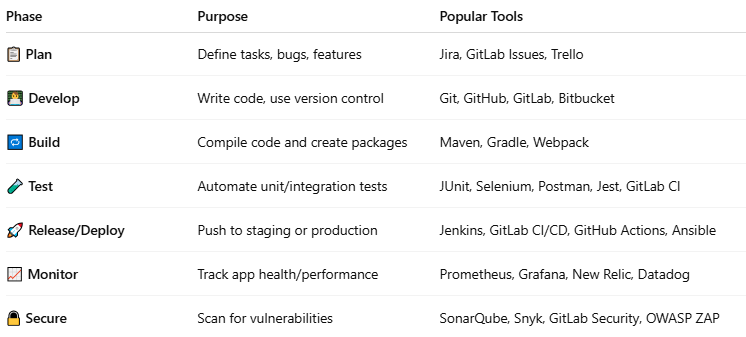 Phase Purpose Popular Tools
Plan Define tasks, bugs, features Jira, GitLab Issues, Trello
Develop Write code, use version control Git, GitHub, GitLab, Bitbucket
Build Compile code and create packages Maven, Gradle, Webpack
Test Automate unit/integration tests JUnit, Selenium, Postman, Jest, GitLab CI
Release/Deploy Push to staging or production Jenkins, GitLab CI/CD, GitHub Actions, Ansible
Monitor Track app health/performance Prometheus, Grafana, New Relic, Datadog
Secure Scan for vulnerabilities SonarQube, Snyk, GitLab Security, OWASP ZAP